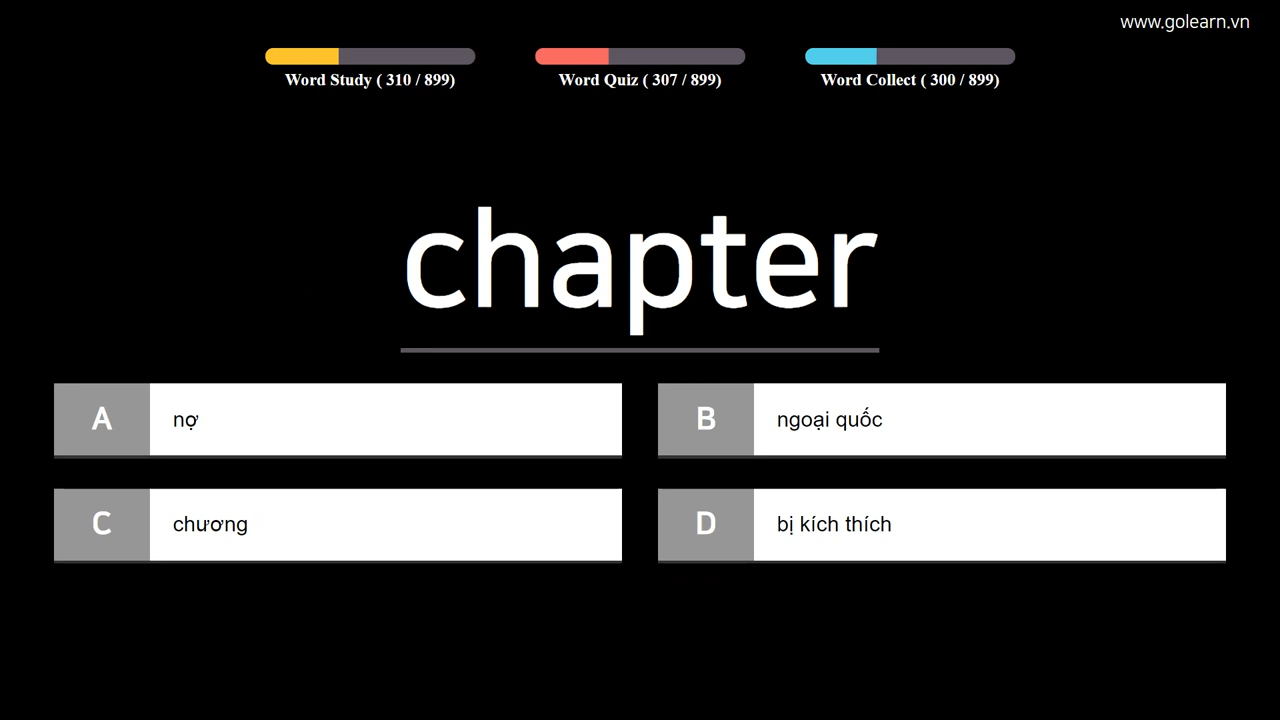 www.golearn.vn
Word Study ( 310 / 899)
Word Quiz ( 307 / 899)
Word Collect ( 300 / 899)
chapter
A nợ
B ngoại quốc
C chương
D bị kích thích